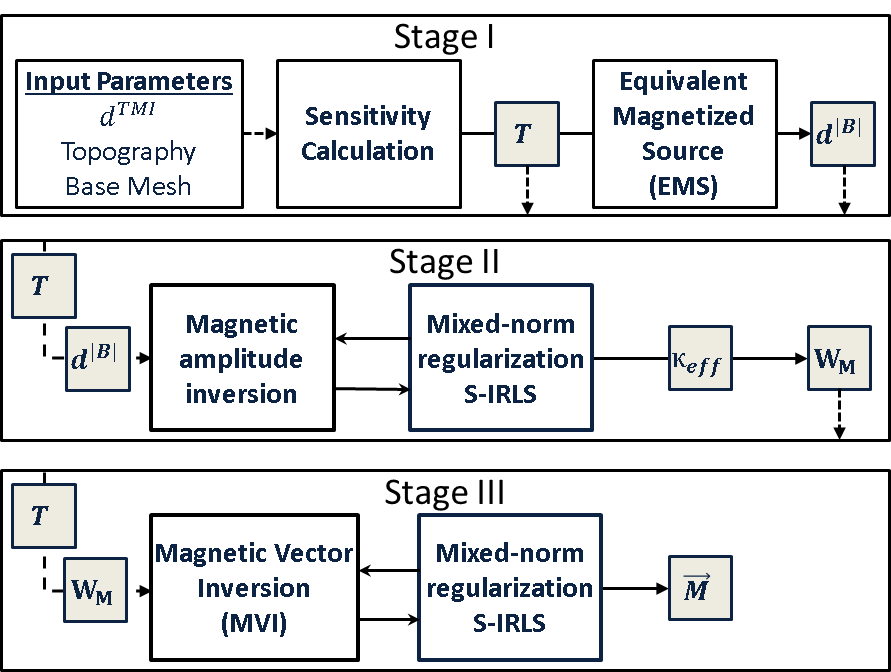 Stage I
Input Parameters
d^{TMI}
Topography
Base Mesh
Sensitivity
Calculation
T
Equivalent
Magnetized
Source
(EMS)
d^{|B|}
Stage II
T
d^{|B|}
Magnetic
amplitude
inversion
Mixed-norm
regularization
S-IRLS
κ_{eff}
W_M
Stage III
T
W_M
Magnetic Vector
Inversion
(MVI)
Mixed-norm
regularization
S-IRLS
\vec{M}